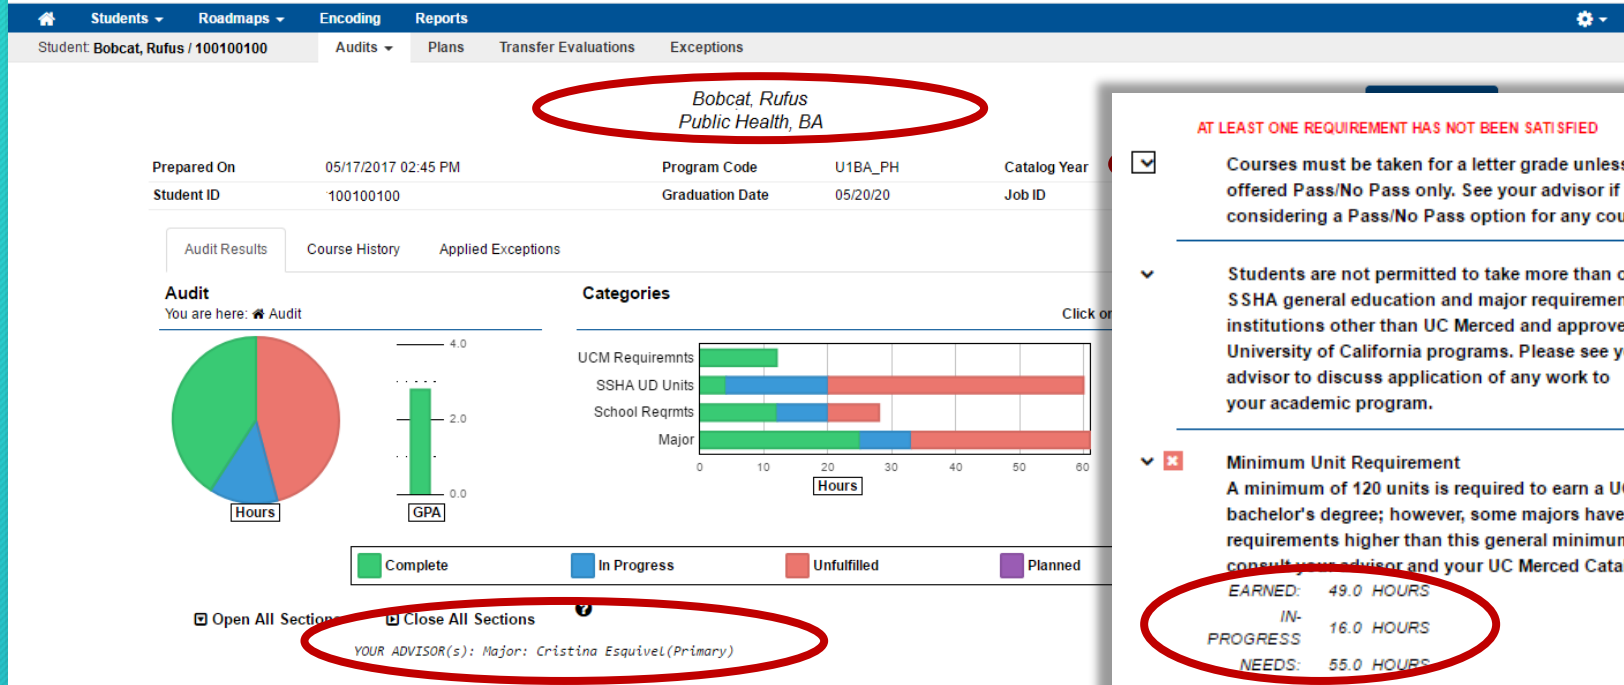 Students Roadmaps Encoding Reports
Student: Bobcat, Rufus / 100100100 Audits Plans Transfer Evaluations Exceptions
Bobcat, Rufus
Public Health, BA
Prepared On 05/17/2017 02:45 PM Program Code U1BA_PH Catalog Year
Student ID 100100100 Graduation Date 05/20/20 Job ID
Audit Results Course History Applied Exceptions
Audit
You are here: Audit
Categories
Click
4.0
2.0
0.0
Hours
GPA
UCM Requiremnts
SSHA UD Units
School Reqrmts
Major
0 10 20 30 40 50 60
Hours
Complete In Progress Unfulfilled Planned
Open All Sections Close All Sections
YOUR ADVISOR(s): Major: Cristina Esquivel(Primary)
AT LEAST ONE REQUIREMENT HAS NOT BEEN SATISFIED
Courses must be taken for a letter grade unless
offered Pass/No Pass only. See your advisor if
considering a Pass/No Pass option for any cou
Students are not permitted to take more than
SSHA general education and major requiremen
institutions other than UC Merced and approve
University of California programs. Please see y
advisor to discuss application of any work to
your academic program.
Minimum Unit Requirement
A minimum of 120 units is required to earn a U
bachelor's degree; however, some majors have
requirements higher than this general minimum
consult your advisor and your UC Merced Cata
EARNED: 49.0 HOURS
IN-
PROGRESS 16.0 HOURS
NEEDS: 55.0 HOURS